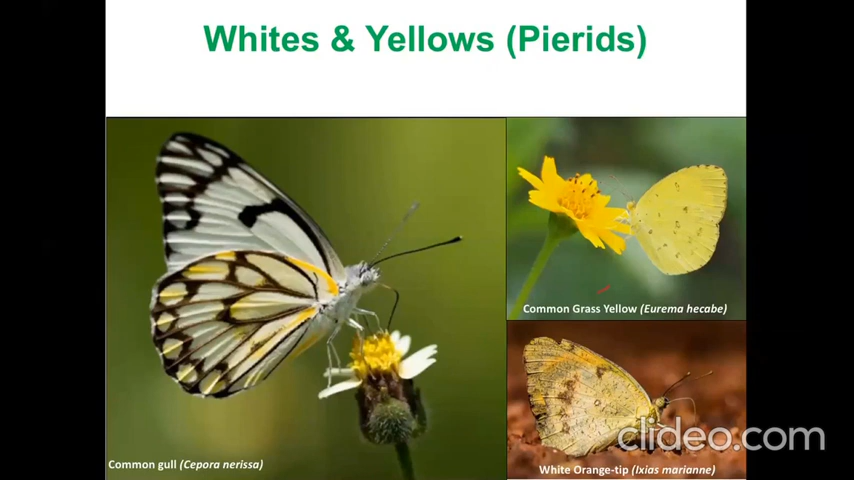 Whites & Yellows (Pierids)
Common Grass Yellow (Eurema hecabe)
Common gull (Cepora nerissa)
White Orange-tip (Ixias marianne)
clideo.com